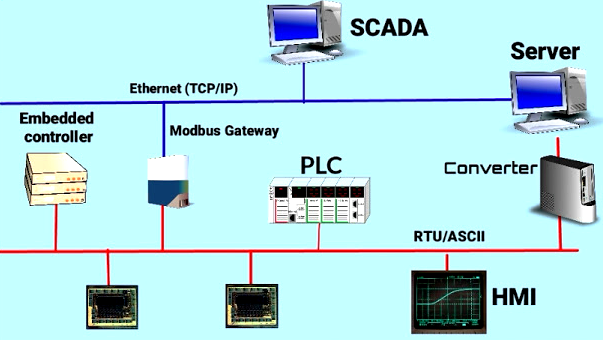 SCADA
Server
Ethernet (TCP/IP)
Embedded
controller
Modbus Gateway
PLC
Converter
RTU/ASCII
HMI